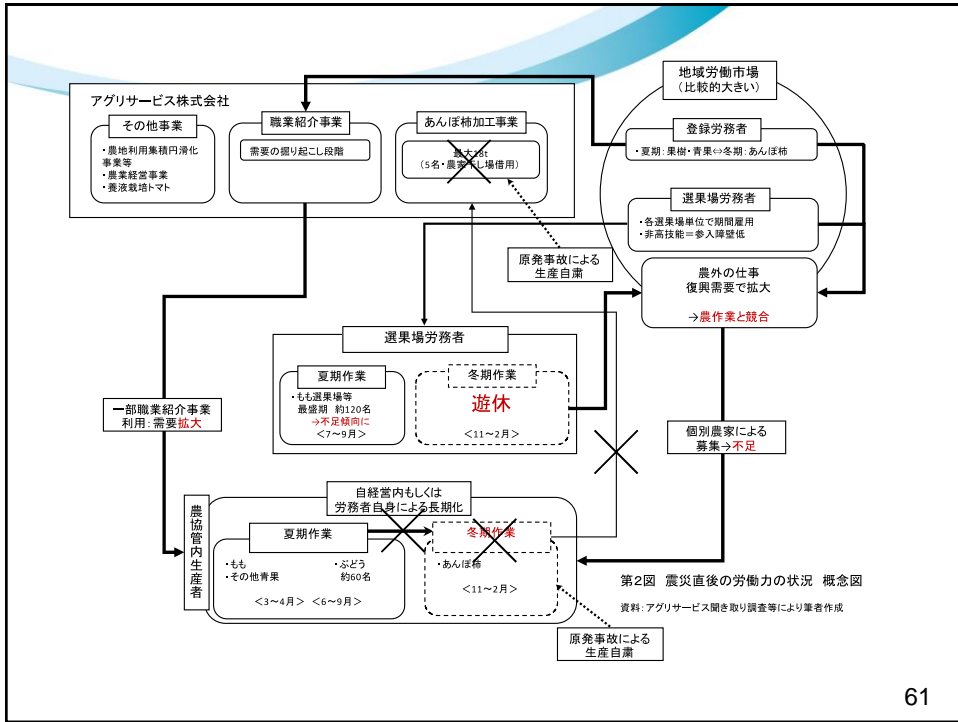 アグリサービス株式会社
その他事業
・農地利用集積円滑化
事業等
・農業経営事業
・養液栽培トマト
職業紹介事業
需要の掘り起こし段階
あんぽ柿加工事業
最大18t
（5名・農家干し場借用）
地域労働市場
（比較的大きい）
登録労務者
・夏期：果樹・青果⇔冬期：あんぽ柿
選果場労務者
・各選果場単位で期間雇用
・非高技能＝参入障壁低
農外の仕事
復興需要で拡大
→農作業と競合
原発事故による
生産自粛
選果場労務者
夏期作業
・もも選果場等
最盛期 約120名
→不足傾向に
＜7～9月＞
冬期作業
遊休
＜11～2月＞
一部職業紹介事業
利用：需要拡大
個別農家による
募集→不足
農協管内生産者
自経営内もしくは
労務者自身による長期化
夏期作業
・もも ・ぶどう
・その他青果 約60名
＜3～4月＞ ＜6～9月＞
冬期作業
・あんぽ柿
＜11～2月＞
原発事故による
生産自粛
第2図 震災直後の労働力の状況 概念図
資料：アグリサービス聞き取り調査等により筆者作成
61